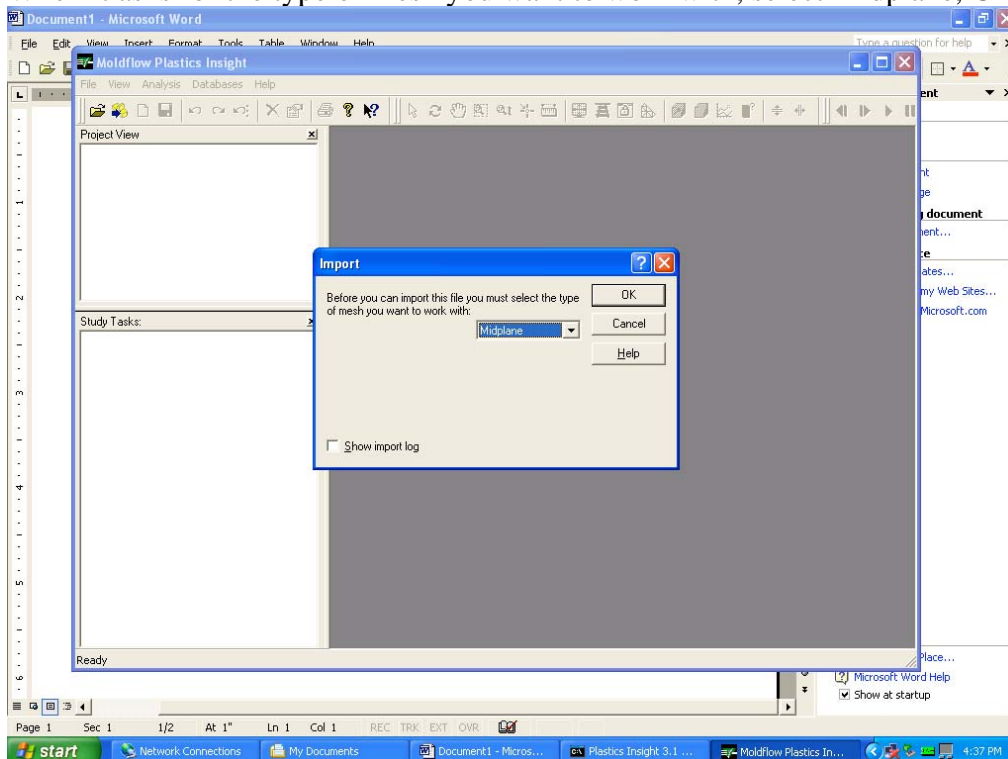 Document1 - Microsoft Word
File Edit View Insert Format Tools Table Window Help
Type a question for help
Moldflow Plastics Insight
File View Analysis Databases Help
Project View
Study Tasks:
Import
Before you can import this file you must select the type
of mesh you want to work with:
Midplane
OK
Cancel
Help
Show import log
Ready
ent
ge
document
ment...
ates...
my Web Sites...
Microsoft.com
Place...
Microsoft Word Help
Show at startup
Page 1 Sec 1 1/2 At 1" Ln 1 Col 1 REC TRK EXT OVR
start Network Connections My Documents Document1 - Micros... Plastics Insight 3.1 ... Moldflow Plastics In... 4:37 PM